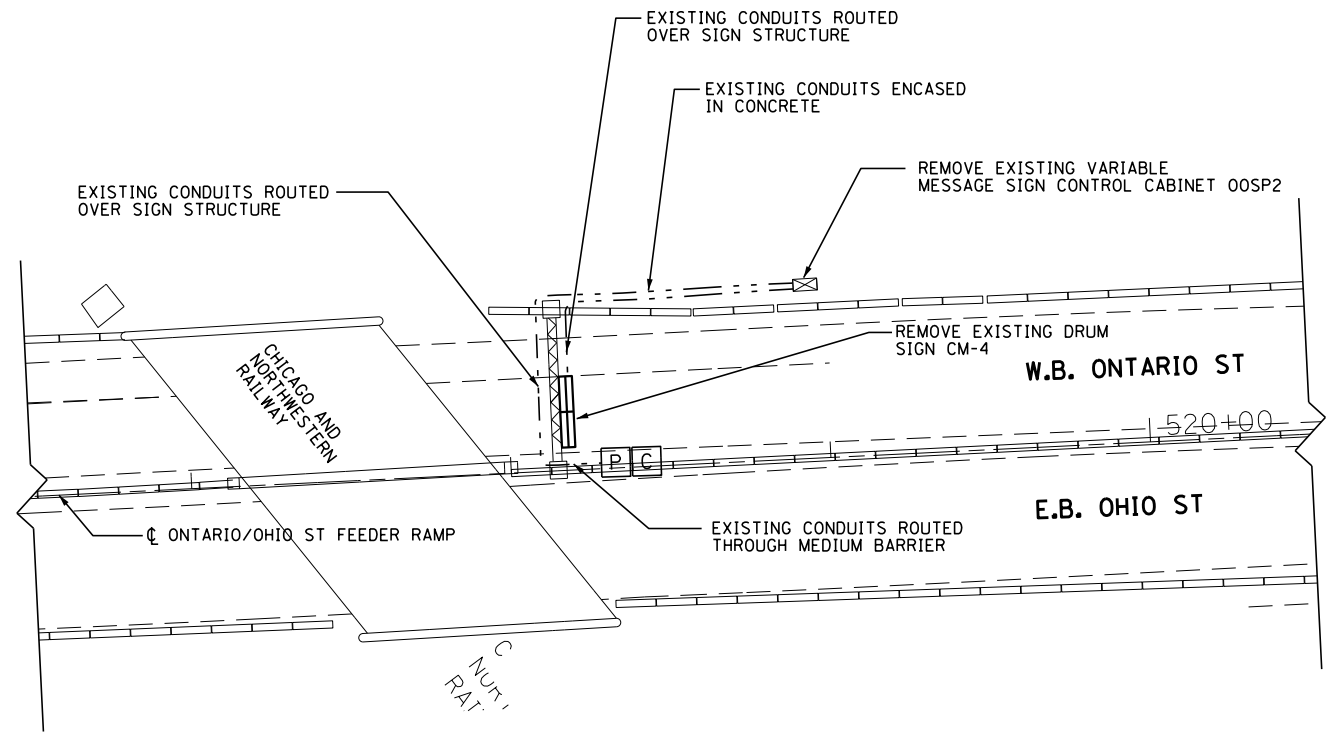 EXISTING CONDUITS ROUTED
OVER SIGN STRUCTURE
EXISTING CONDUITS ENCASED
IN CONCRETE
REMOVE EXISTING VARIABLE
MESSAGE SIGN CONTROL CABINET OOSP2
EXISTING CONDUITS ROUTED
OVER SIGN STRUCTURE
REMOVE EXISTING DRUM
SIGN CM-4
CHICAGO AND
NORTHWESTERN
RAILWAY
W.B. ONTARIO ST
520+00
P C
E.B. OHIO ST
℄ ONTARIO/OHIO ST FEEDER RAMP
EXISTING CONDUITS ROUTED
THROUGH MEDIUM BARRIER
C